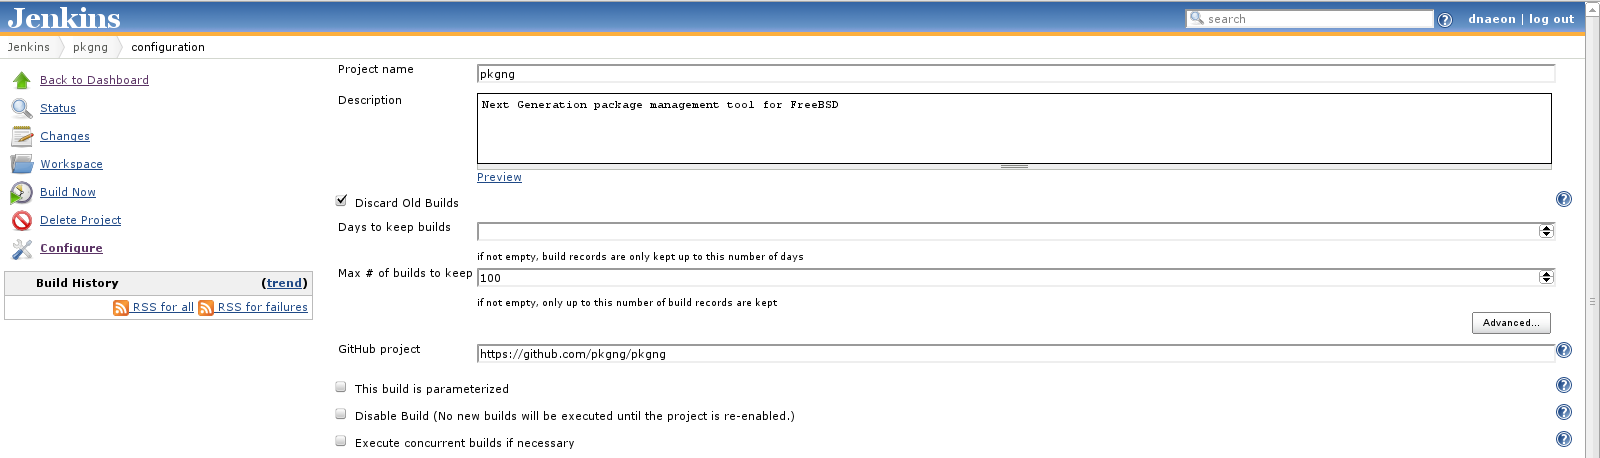 Jenkins
search
dnaeon | log out
Jenkins pkgng configuration
Back to Dashboard
Status
Changes
Workspace
Build Now
Delete Project
Configure
Build History (trend)
RSS for all RSS for failures
Project name pkgng
Description Next Generation package management tool for FreeBSD
Preview
Discard Old Builds
Days to keep builds
if not empty, build records are only kept up to this number of days
Max # of builds to keep 100
if not empty, only up to this number of build records are kept
Advanced...
GitHub project https://github.com/pkgng/pkgng
This build is parameterized
Disable Build (No new builds will be executed until the project is re-enabled.)
Execute concurrent builds if necessary